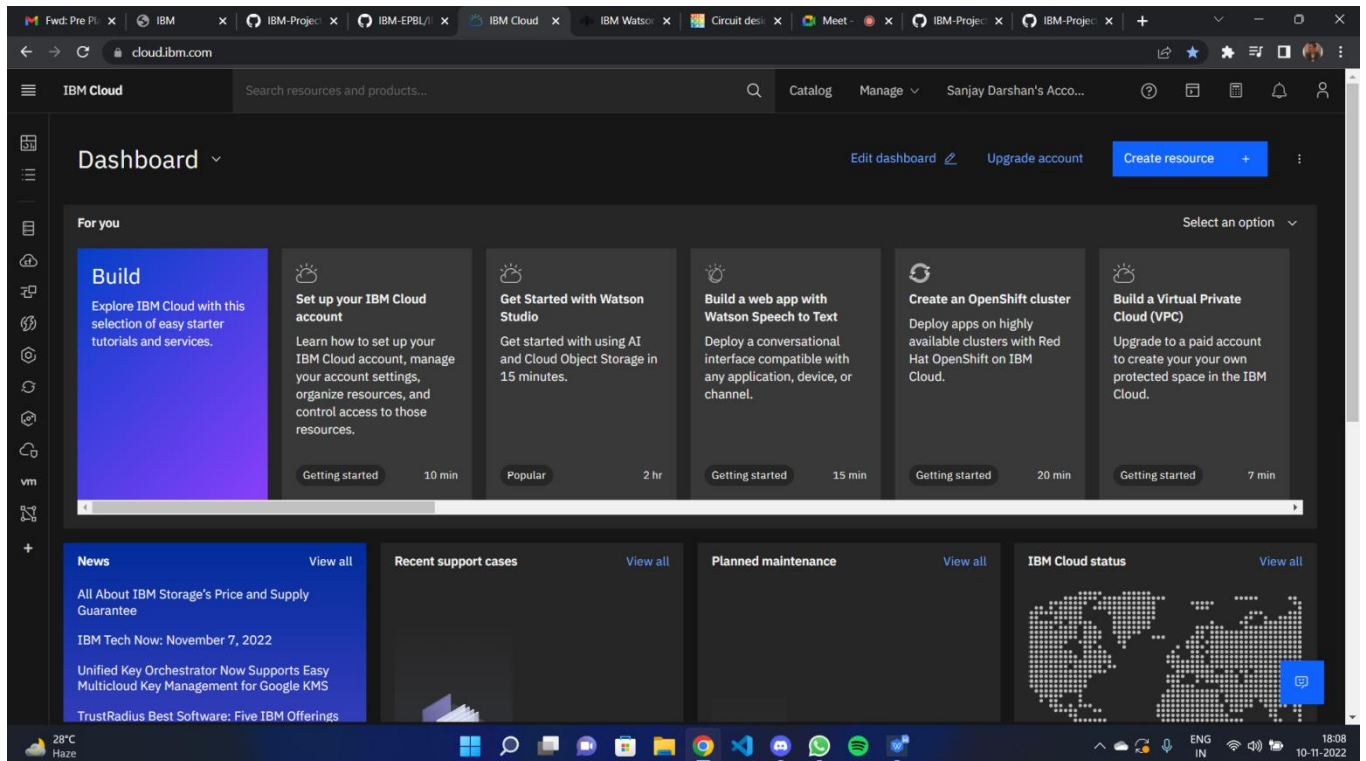 Fwd: Pre Pla
IBM
IBM-Project
IBM-EPBL/I
IBM Cloud
IBM Watson
Circuit desi
Meet -
IBM-Project
IBM-Project
cloud.ibm.com
IBM Cloud
Search resources and products...
Catalog
Manage
Sanjay Darshan's Acco...
Dashboard
Edit dashboard
Upgrade account
Create resource +
For you
Select an option
Build
Explore IBM Cloud with this
selection of easy starter
tutorials and services.
Set up your IBM Cloud
account
Learn how to set up your
IBM Cloud account, manage
your account settings,
organize resources, and
control access to those
resources.
Getting started
10 min
Get Started with Watson
Studio
Get started with using AI
and Cloud Object Storage in
15 minutes.
Popular
2 hr
Build a web app with
Watson Speech to Text
Deploy a conversational
interface compatible with
any application, device, or
channel.
Getting started
15 min
Create an OpenShift cluster
Deploy apps on highly
available clusters with Red
Hat OpenShift on IBM
Cloud.
Getting started
20 min
Build a Virtual Private
Cloud (VPC)
Upgrade to a paid account
to create your your own
protected space in the IBM
Cloud.
Getting started
7 min
vm
News
View all
All About IBM Storage's Price and Supply
Guarantee
IBM Tech Now: November 7, 2022
Unified Key Orchestrator Now Supports Easy
Multicloud Key Management for Google KMS
TrustRadius Best Software: Five IBM Offerings
Recent support cases
View all
Planned maintenance
View all
IBM Cloud status
View all
28°C
Haze
ENG
IN
18:08
10-11-2022